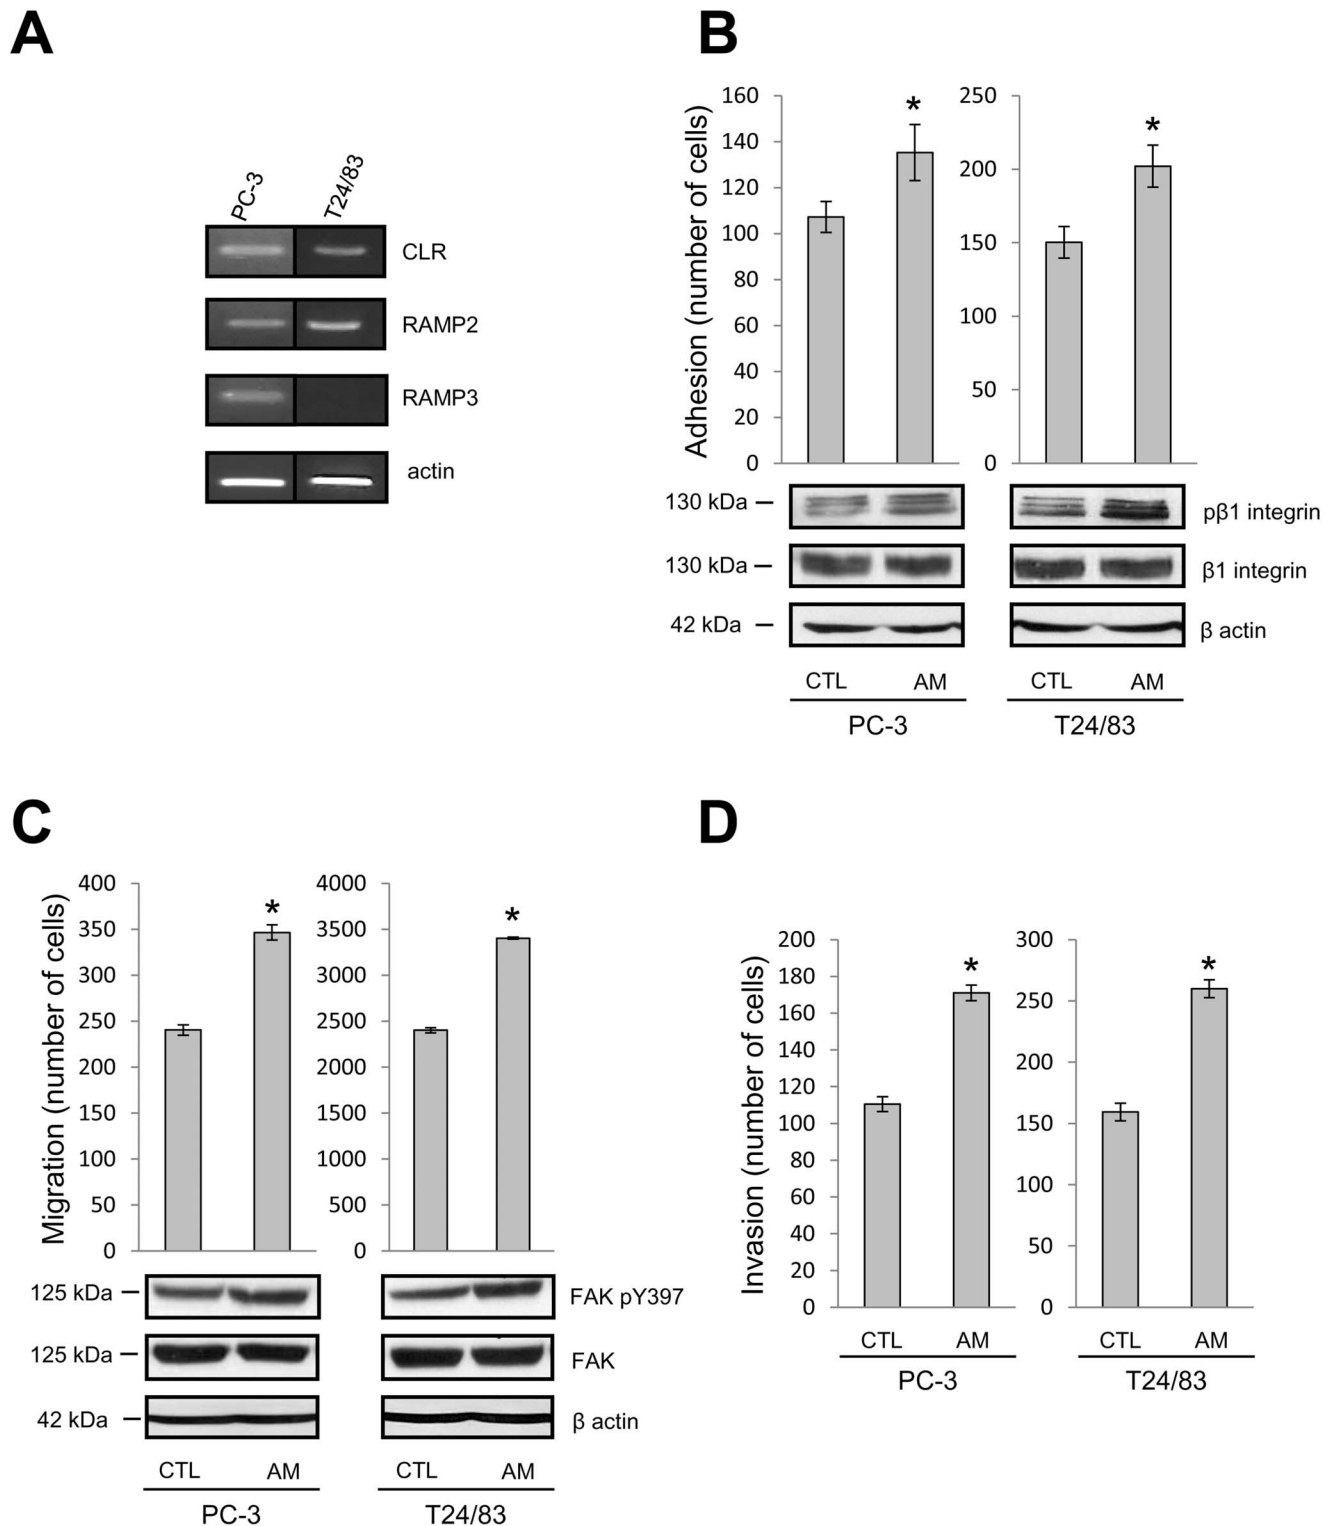 A
PC-3
T24/83
CLR
RAMP2
RAMP3
actin
B
Adhesion (number of cells)
160
140
120
100
80
60
40
20
0
*
250
200
150
100
50
0
*
130 kDa
pβ1 integrin
130 kDa
β1 integrin
42 kDa
β actin
CTL AM CTL AM
PC-3 T24/83
C
Migration (number of cells)
400
350
300
250
200
150
100
50
0
*
4000
3500
3000
2500
2000
1500
1000
500
0
*
125 kDa
FAK pY397
125 kDa
FAK
42 kDa
β actin
CTL AM CTL AM
PC-3 T24/83
D
Invasion (number of cells)
200
180
160
140
120
100
80
60
40
20
0
*
300
250
200
150
100
50
0
*
CTL AM CTL AM
PC-3 T24/83